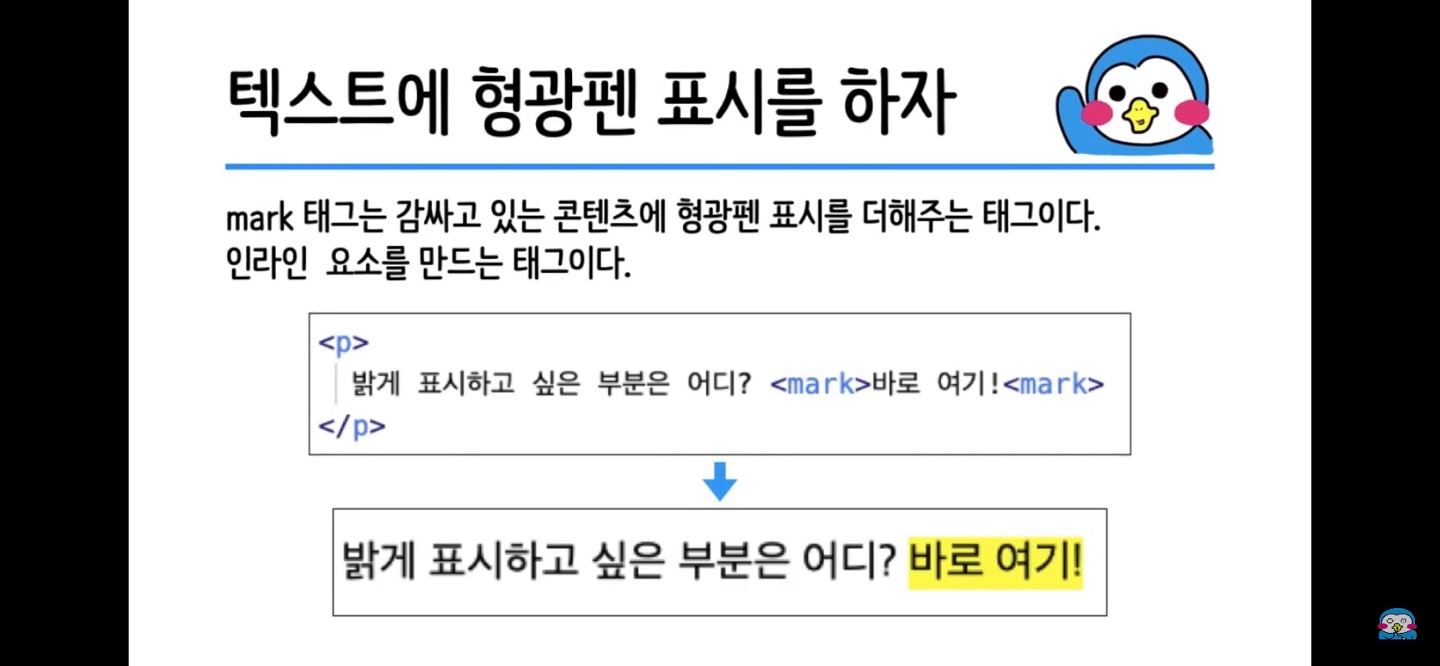 텍스트에 형광펜 표시를 하자
mark 태그는 감싸고 있는 콘텐츠에 형광펜 표시를 더해주는 태그이다.
인라인 요소를 만드는 태그이다.
<p>
밝게 표시하고 싶은 부분은 어디? <mark>바로 여기!<mark>
</p>
밝게 표시하고 싶은 부분은 어디? 바로 여기!